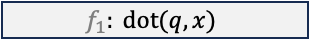 f₁: dot(q, x)